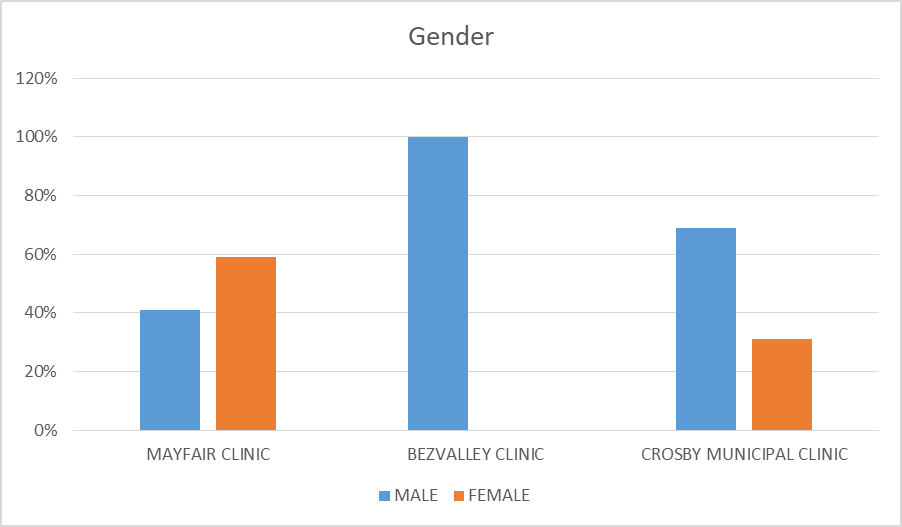 Gender
120%
100%
80%
60%
40%
20%
0%
MAYFAIR CLINIC BEZVALLEY CLINIC CROSBY MUNICIPAL CLINIC
MALE FEMALE